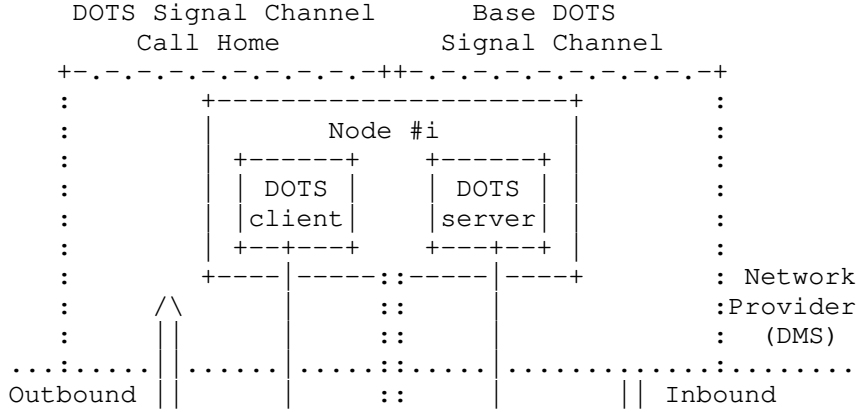 DOTS Signal Channel Base DOTS
Call Home Signal Channel
Node #i
DOTS DOTS
client server
Network
Provider
(DMS)
Outbound Inbound